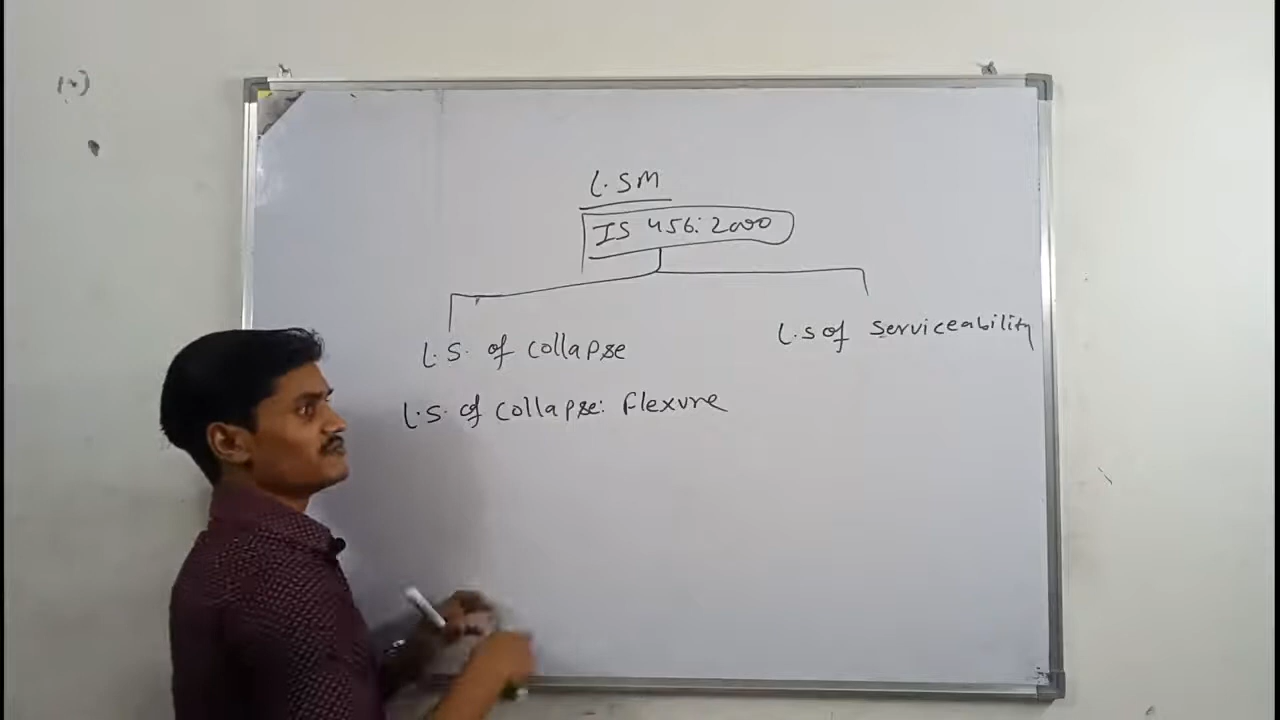 L.SM
IS 456:2000
L.S. of collapse
L.S of serviceability
L.S. of collapse: Flexure